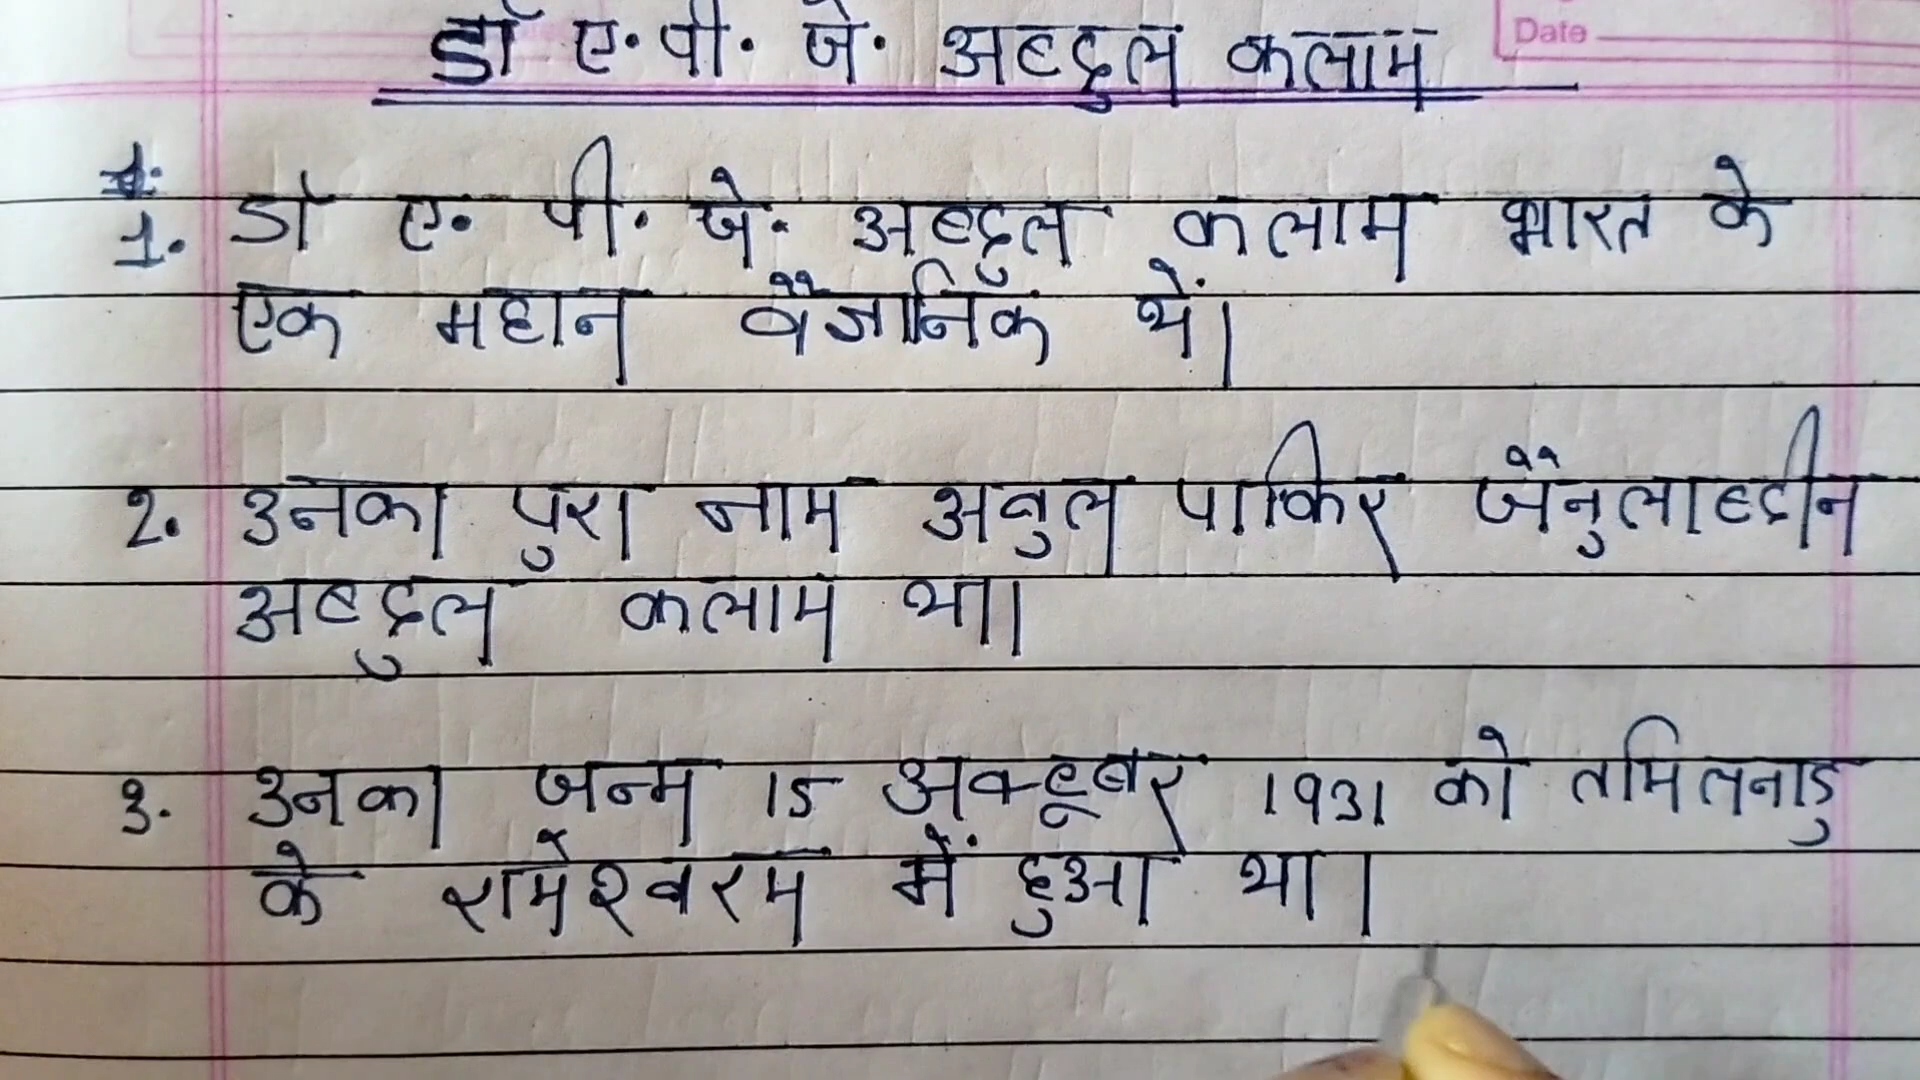 डॉ ए. पी. जे. अब्दुल कलाम
Date
1. डॉ ए. पी. जे. अब्दुल कलाम भारत के
एक महान वैज्ञानिक थें।
2. उनका पुरा नाम अवुल पाकिर जैनुलाब्दीन
अब्दुल कलाम था।
3. उनका जन्म 15 अक्टूबर 1931 को तमिलनाडु
के रामेश्वरम में हुआ था।